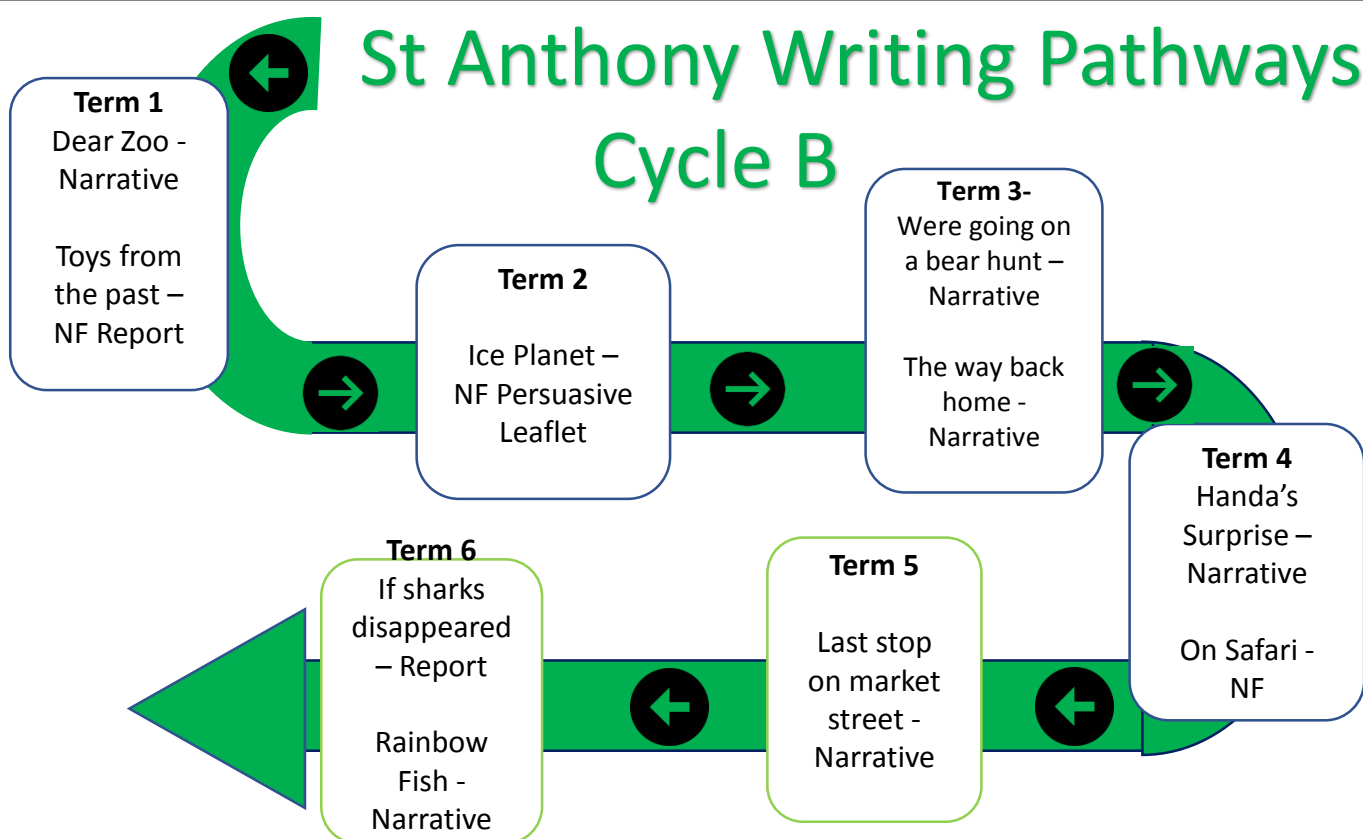 St Anthony Writing Pathways
Cycle B
Term 1
Dear Zoo -
Narrative
Toys from
the past –
NF Report
Term 2
Ice Planet –
NF Persuasive
Leaflet
Term 3-
Were going on
a bear hunt –
Narrative
The way back
home -
Narrative
Term 4
Handa’s
Surprise –
Narrative
On Safari -
NF
Term 5
Last stop
on market
street -
Narrative
Term 6
If sharks
disappeared
– Report
Rainbow
Fish -
Narrative